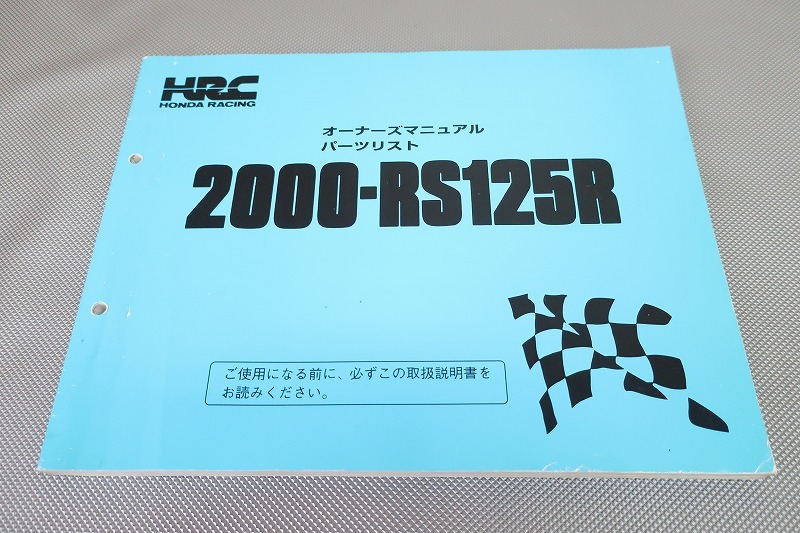 HRC
HONDA RACING
オーナーズマニュアル
パーツリスト
2000-RS125R
ご使用になる前に、必ずこの取扱説明書を
お読みください。